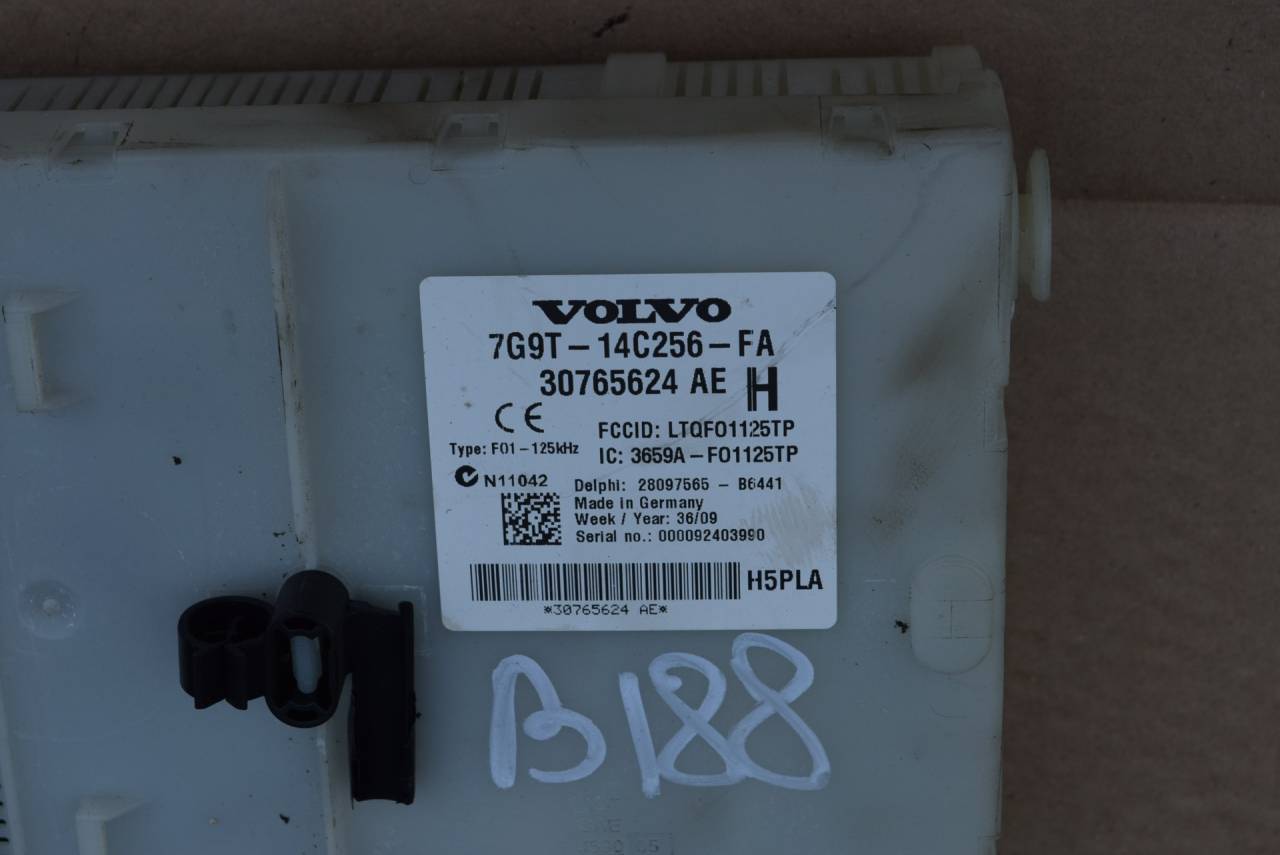 VOLVO
7G9T-14C256-FA
30765624 AE H
CE
FCCID: LTQFO1125TP
Type: F01-125kHz
IC: 3659A-FO1125TP
N11042
Delphi: 28097565 - B6441
Made in Germany
Week / Year: 36/09
Serial no.: 000092403990
H5PLA
*30765624 AE*
B188